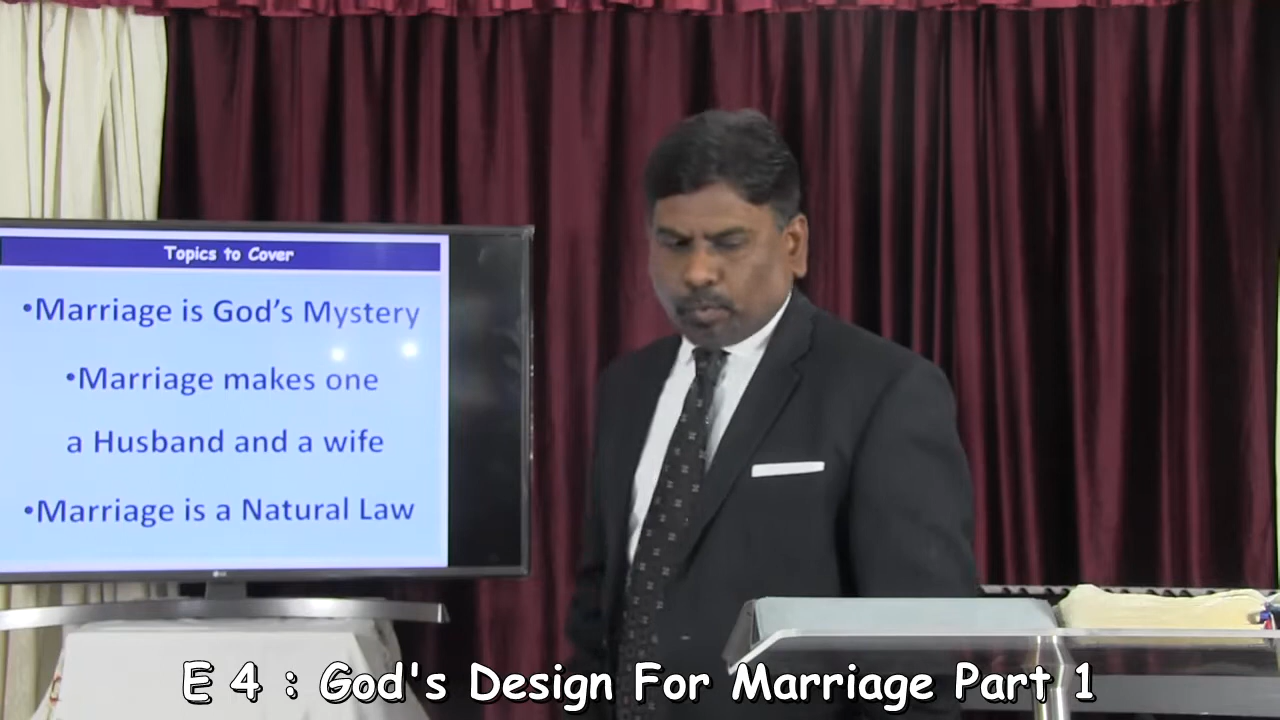 Topics to Cover
•Marriage is God's Mystery
•Marriage makes one
a Husband and a wife
•Marriage is a Natural Law
LG
E 4 : God's Design For Marriage Part 1